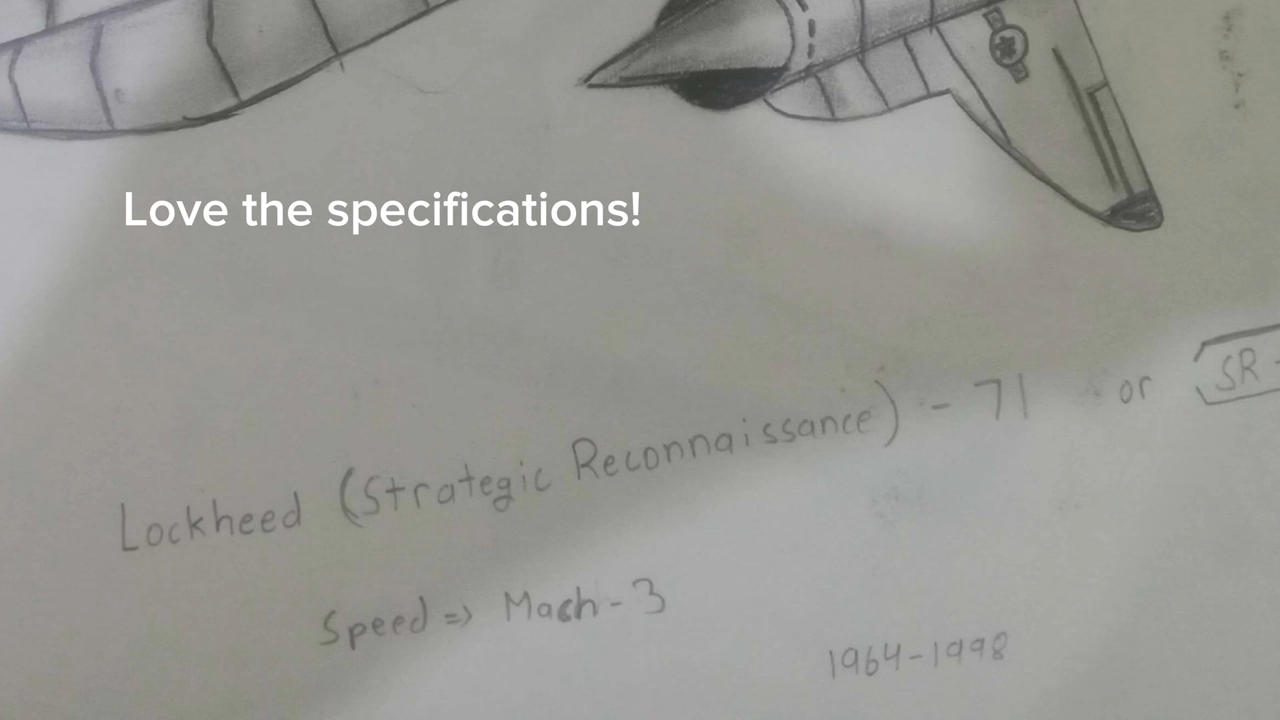 Love the specifications!
Lockheed (Strategic Reconnaissance) - 71 or SR -
Speed => Mach - 3
1964-1998